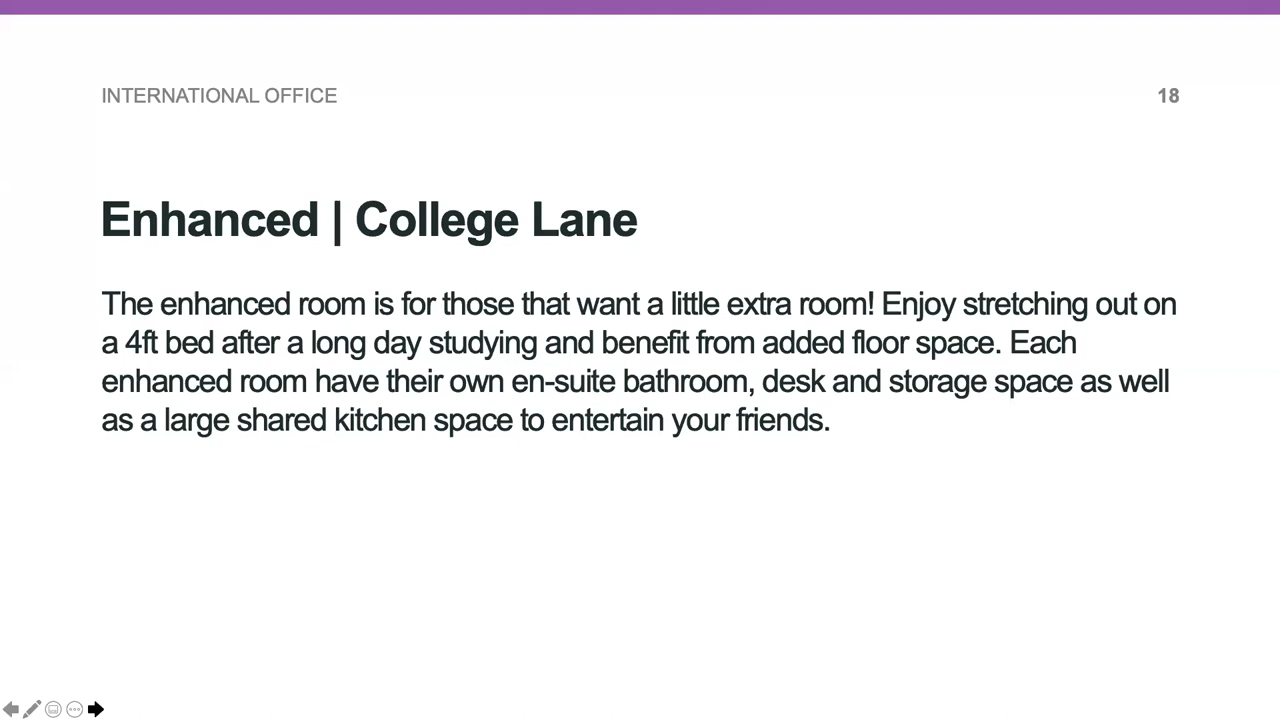 INTERNATIONAL OFFICE
18
Enhanced | College Lane
The enhanced room is for those that want a little extra room! Enjoy stretching out on
a 4ft bed after a long day studying and benefit from added floor space. Each
enhanced room have their own en-suite bathroom, desk and storage space as well
as a large shared kitchen space to entertain your friends.